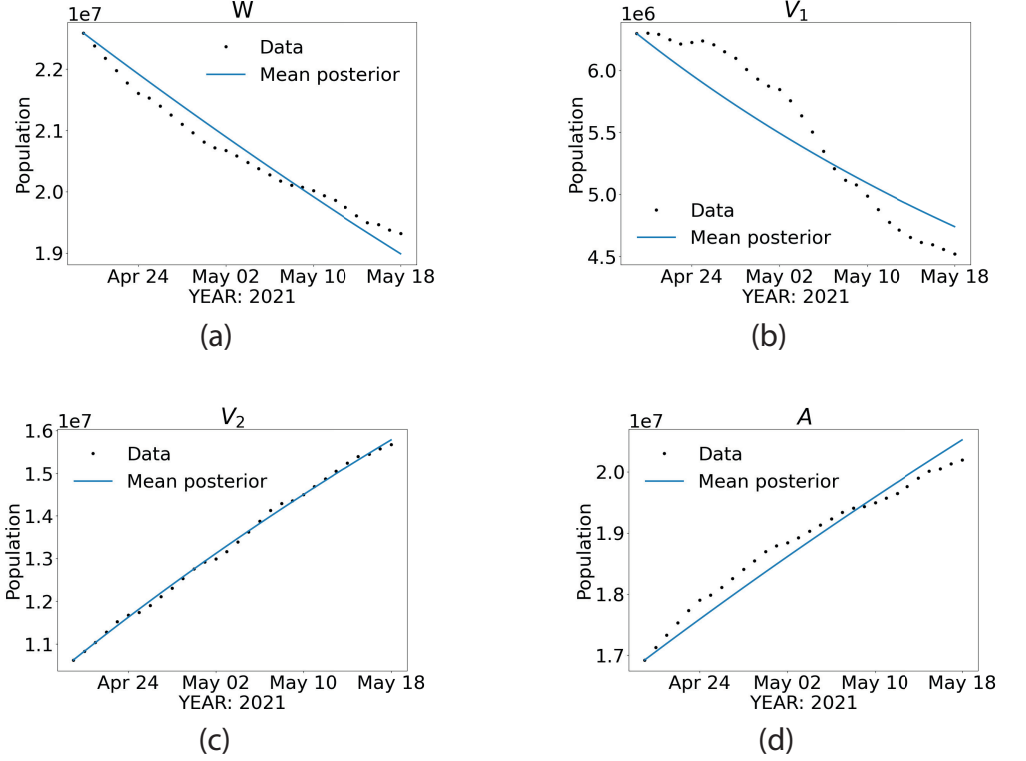 W
1e7
Data
Mean posterior
2.2
2.1
2.0
1.9
Population
Apr 24 May 02 May 10 May 18
YEAR: 2021
(a)
V1
1e6
6.0
5.5
5.0
4.5
Population
Data
Mean posterior
Apr 24 May 02 May 10 May 18
YEAR: 2021
(b)
V2
1e7
1.6
1.5
1.4
1.3
1.2
1.1
Population
Data
Mean posterior
Apr 24 May 02 May 10 May 18
YEAR: 2021
(c)
A
1e7
2.0
1.9
1.8
1.7
Population
Data
Mean posterior
Apr 24 May 02 May 10 May 18
YEAR: 2021
(d)